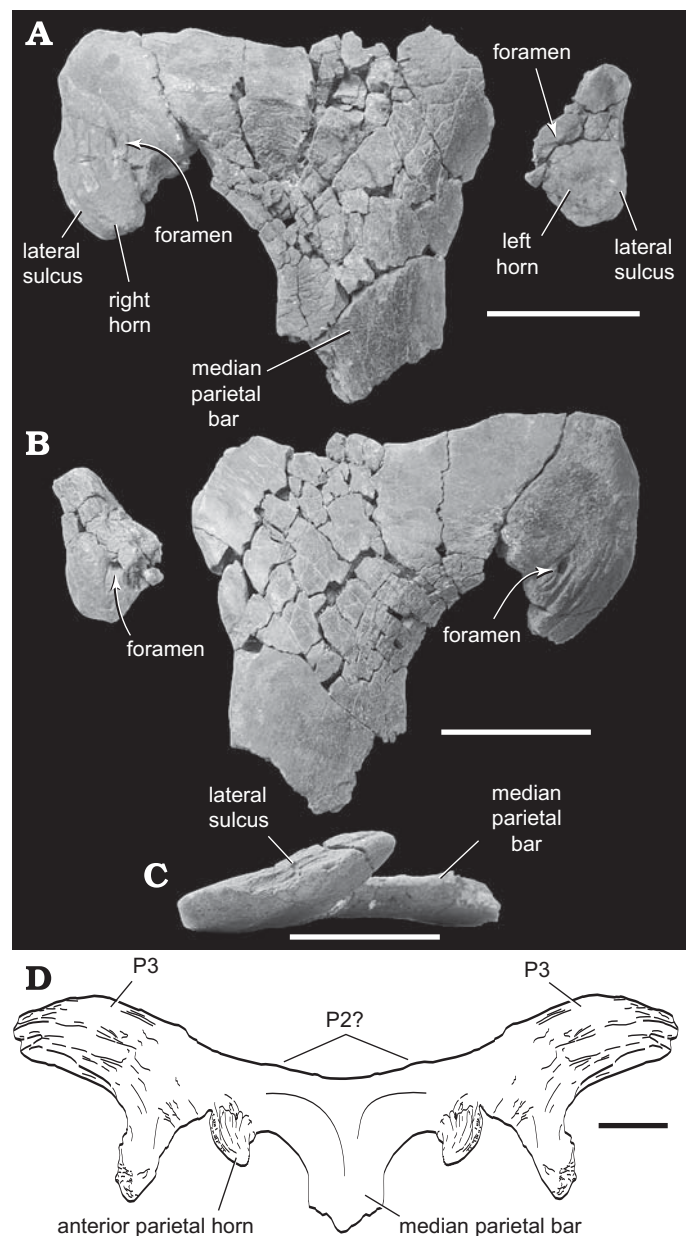 A
foramen
lateral
sulcus
foramen
right
horn
left
horn
lateral
sulcus
median
parietal
bar
B
foramen
foramen
lateral
sulcus
median
parietal
bar
C
D
P3
P3
P2?
anterior parietal horn
median parietal bar